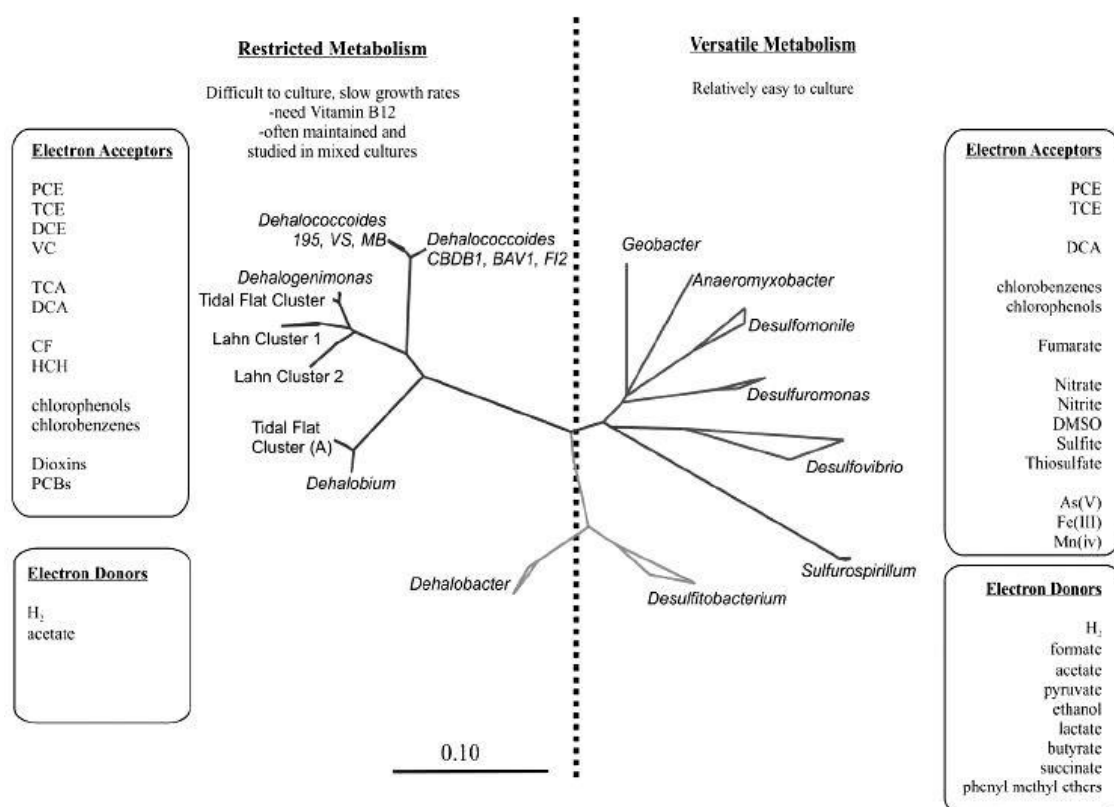 Restricted Metabolism
Difficult to culture, slow growth rates
-need Vitamin B12
-often maintained and
studied in mixed cultures
Versatile Metabolism
Relatively easy to culture
Electron Acceptors
PCE
TCE
DCE
VC
TCA
DCA
CF
HCH
chlorophenols
chlorobenzenes
Dioxins
PCBs
Electron Donors
H₂
acetate
Dehalococcoides
195, VS, MB
Dehalococcoides
CBDB1, BAV1, FI2
Dehalogenimonas
Tidal Flat Cluster
Lahn Cluster 1
Lahn Cluster 2
Tidal Flat
Cluster (A)
Dehalobium
Dehalobacter
Geobacter
Anaeromyxobacter
Desulfomonile
Desulfuromonas
Desulfovibrio
Sulfurospirillum
Desulfitobacterium
0.10
Electron Acceptors
PCE
TCE
DCA
chlorobenzenes
chlorophenols
Fumarate
Nitrate
Nitrite
DMSO
Sulfite
Thiosulfate
As(V)
Fe(III)
Mn(iv)
Electron Donors
H₂
formate
acetate
pyruvate
ethanol
lactate
butyrate
succinate
phenyl methyl ethers